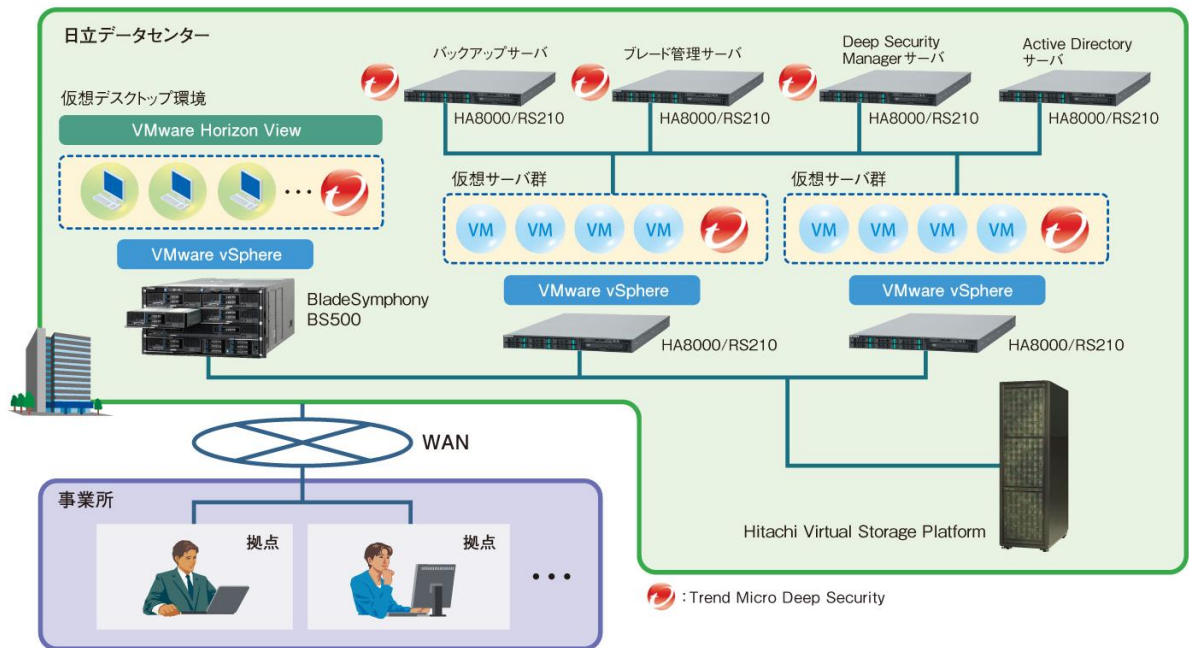 日立データセンター
バックアップサーバ
ブレード管理サーバ
Deep Security
Managerサーバ
Active Directory
サーバ
HA8000/RS210
HA8000/RS210
HA8000/RS210
HA8000/RS210
仮想デスクトップ環境
VMware Horizon View
…
仮想サーバ群
VM
VM
VM
VM
仮想サーバ群
VM
VM
VM
VM
VMware vSphere
VMware vSphere
VMware vSphere
BladeSymphony
BS500
HA8000/RS210
HA8000/RS210
WAN
Hitachi Virtual Storage Platform
事業所
拠点
拠点
…
:Trend Micro Deep Security